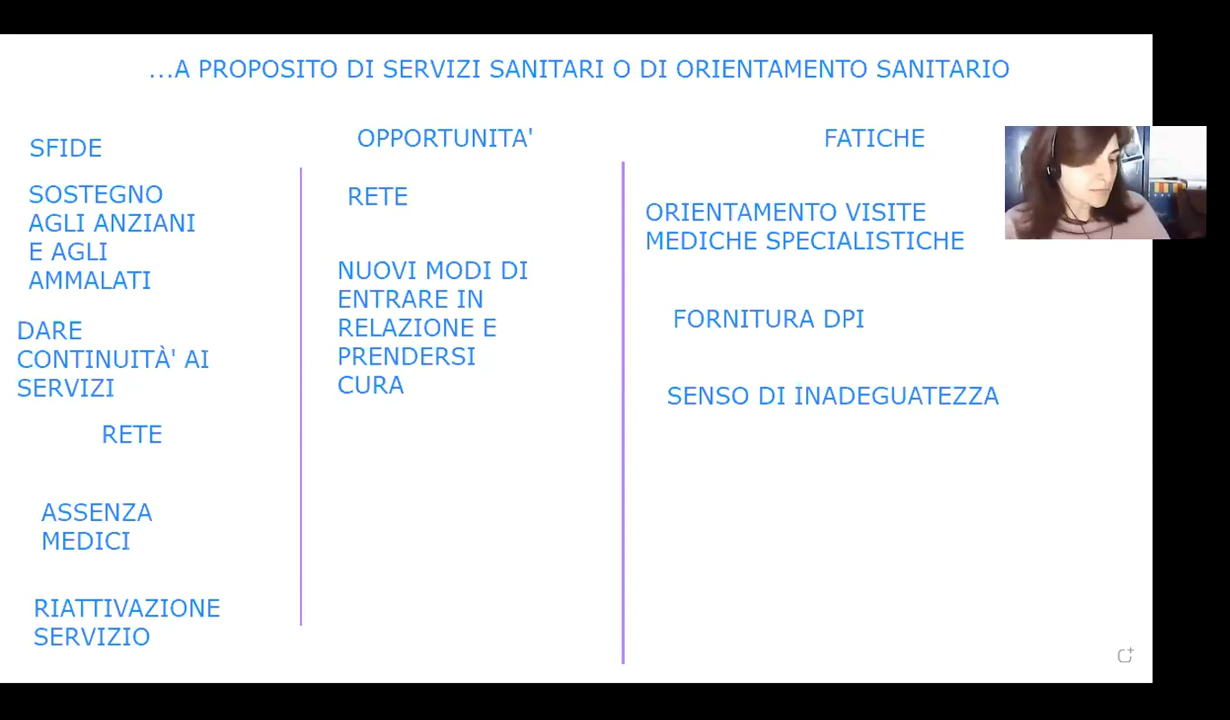 ...A PROPOSITO DI SERVIZI SANITARI O DI ORIENTAMENTO SANITARIO
SFIDE
SOSTEGNO
AGLI ANZIANI
E AGLI
AMMALATI
DARE
CONTINUITÀ' AI
SERVIZI
RETE
ASSENZA
MEDICI
RIATTIVAZIONE
SERVIZIO
OPPORTUNITA'
RETE
NUOVI MODI DI
ENTRARE IN
RELAZIONE E
PRENDERSI
CURA
FATICHE
ORIENTAMENTO VISITE
MEDICHE SPECIALISTICHE
FORNITURA DPI
SENSO DI INADEGUATEZZA